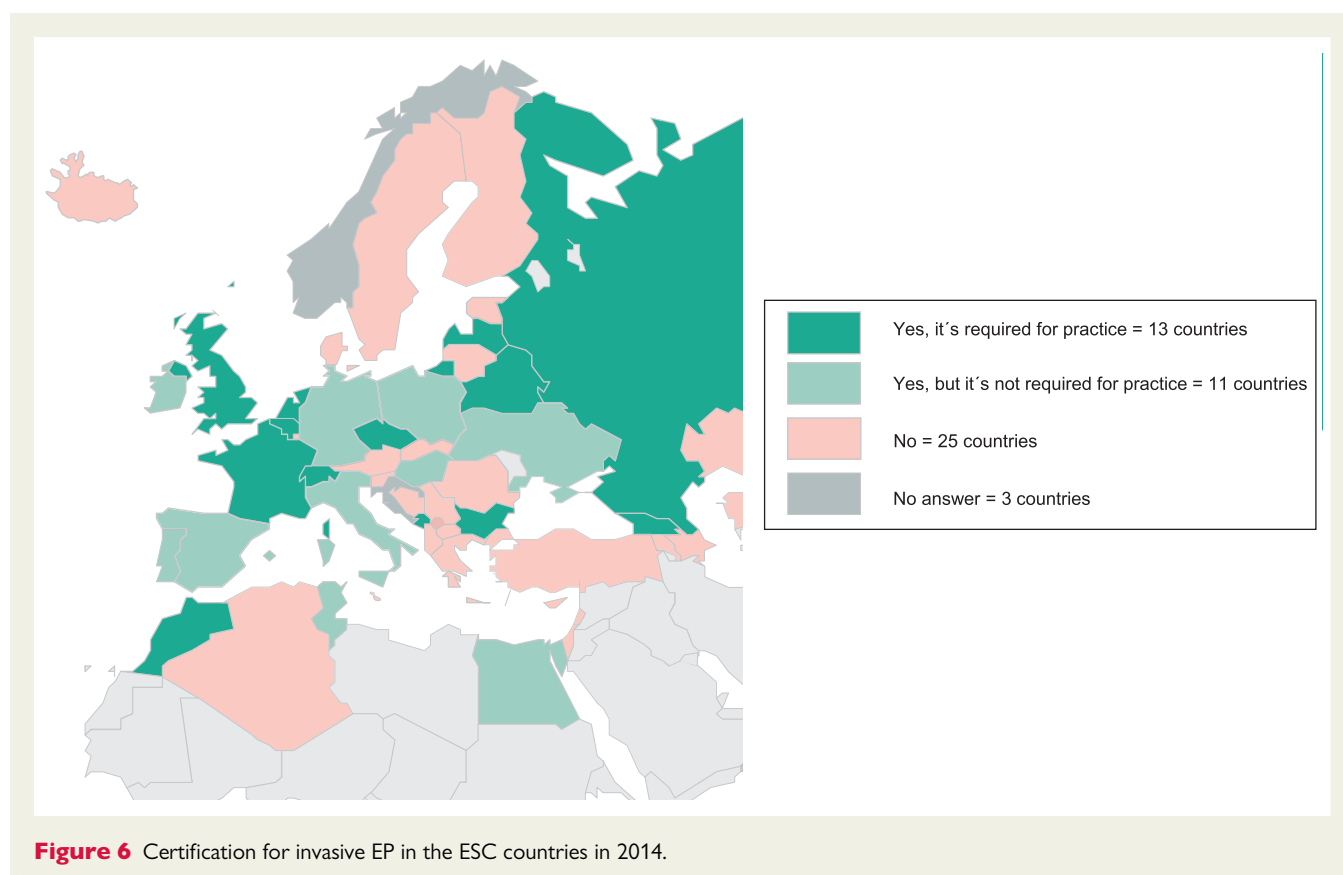 Yes, it´s required for practice = 13 countries
Yes, but it´s not required for practice = 11 countries
No = 25 countries
No answer = 3 countries
Figure 6 Certification for invasive EP in the ESC countries in 2014.